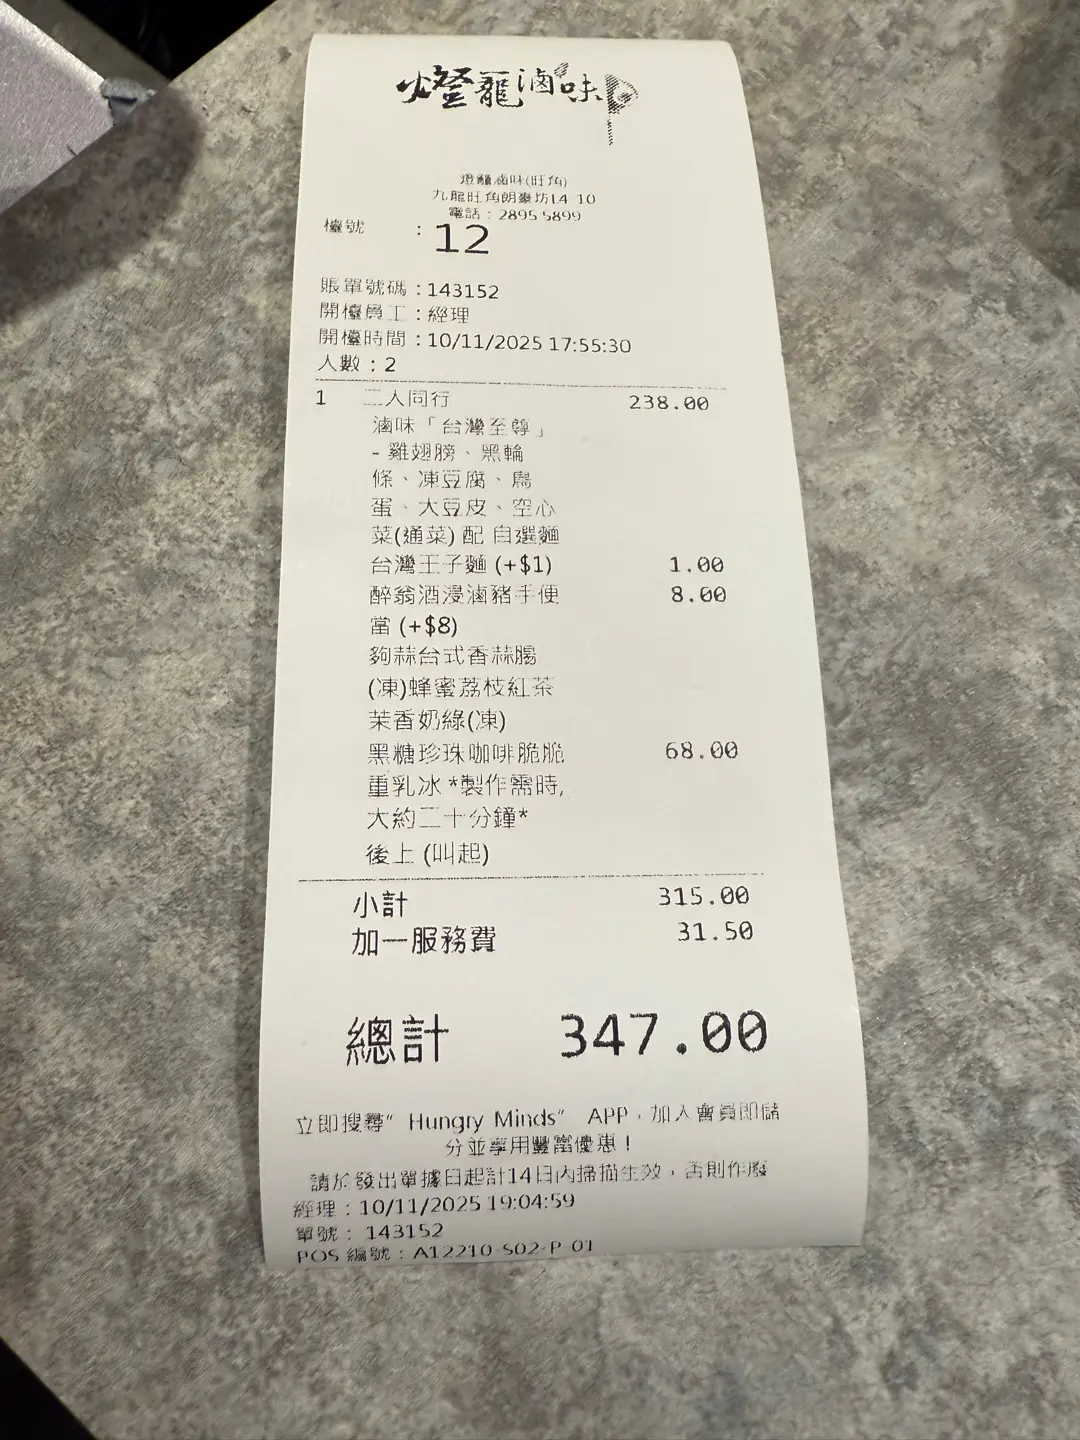 燈籠滷味
燈籠滷味(旺角)
九龍旺角朗豪坊L4 10
電話：2895 5899
檯號 : 12
賬單號碼：143152
開檯員工：經理
開檯時間：10/11/2025 17:55:30
人數：2
1 二人同行 238.00
滷味「台灣至尊」
- 雞翅膀、黑輪
條、凍豆腐、鳥
蛋、大豆皮、空心
菜(通菜) 配 自選麵
台灣王子麵 (+$1) 1.00
醉翁酒浸滷豬手便 8.00
當 (+$8)
夠蒜台式香蒜腸
(凍)蜂蜜荔枝紅茶
茉香奶綠(凍)
黑糖珍珠咖啡脆脆 68.00
重乳冰 *製作需時,
大約二十分鐘*
後上 (叫起)
小計 315.00
加一服務費 31.50
總計 347.00
立即搜尋“ Hungry Minds” APP，加入會員即儲
分並享用豐富優惠！
請於發出單據日起計14日內掃描生效，否則作廢
經理：10/11/2025 19:04:59
單號： 143152
POS 編號：A12210-S02-P 01